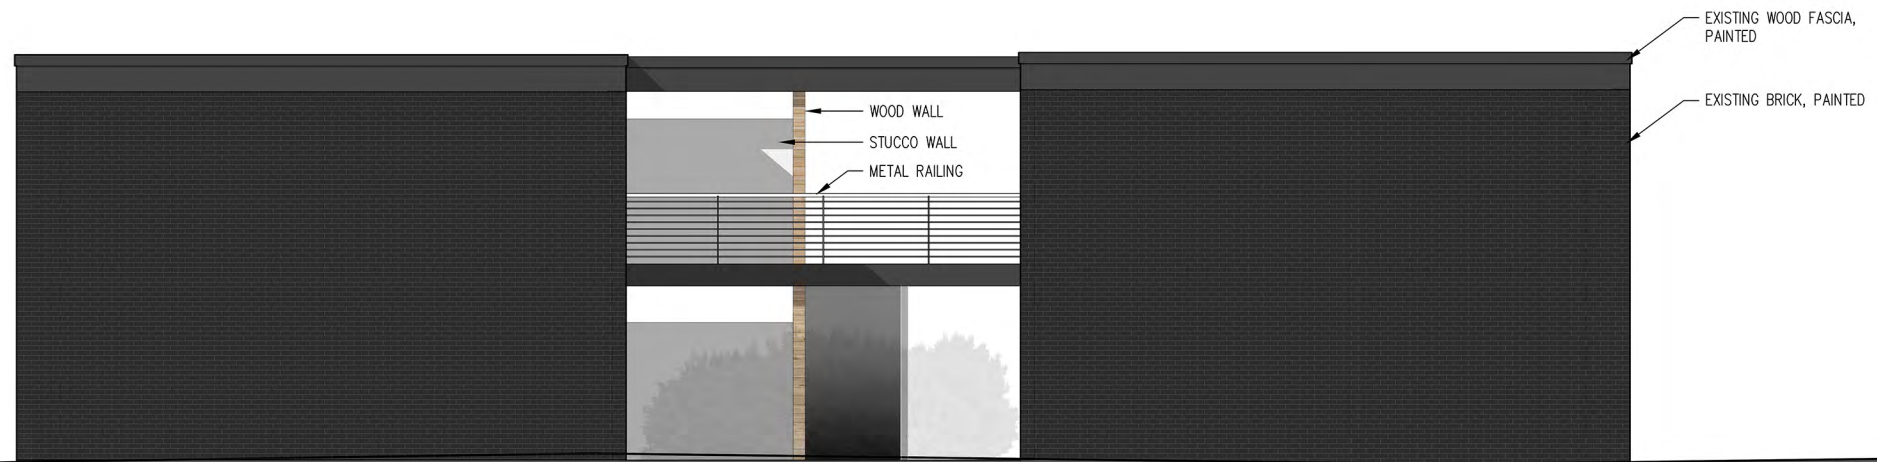 EXISTING WOOD FASCIA,
PAINTED
EXISTING BRICK, PAINTED
WOOD WALL
STUCCO WALL
METAL RAILING